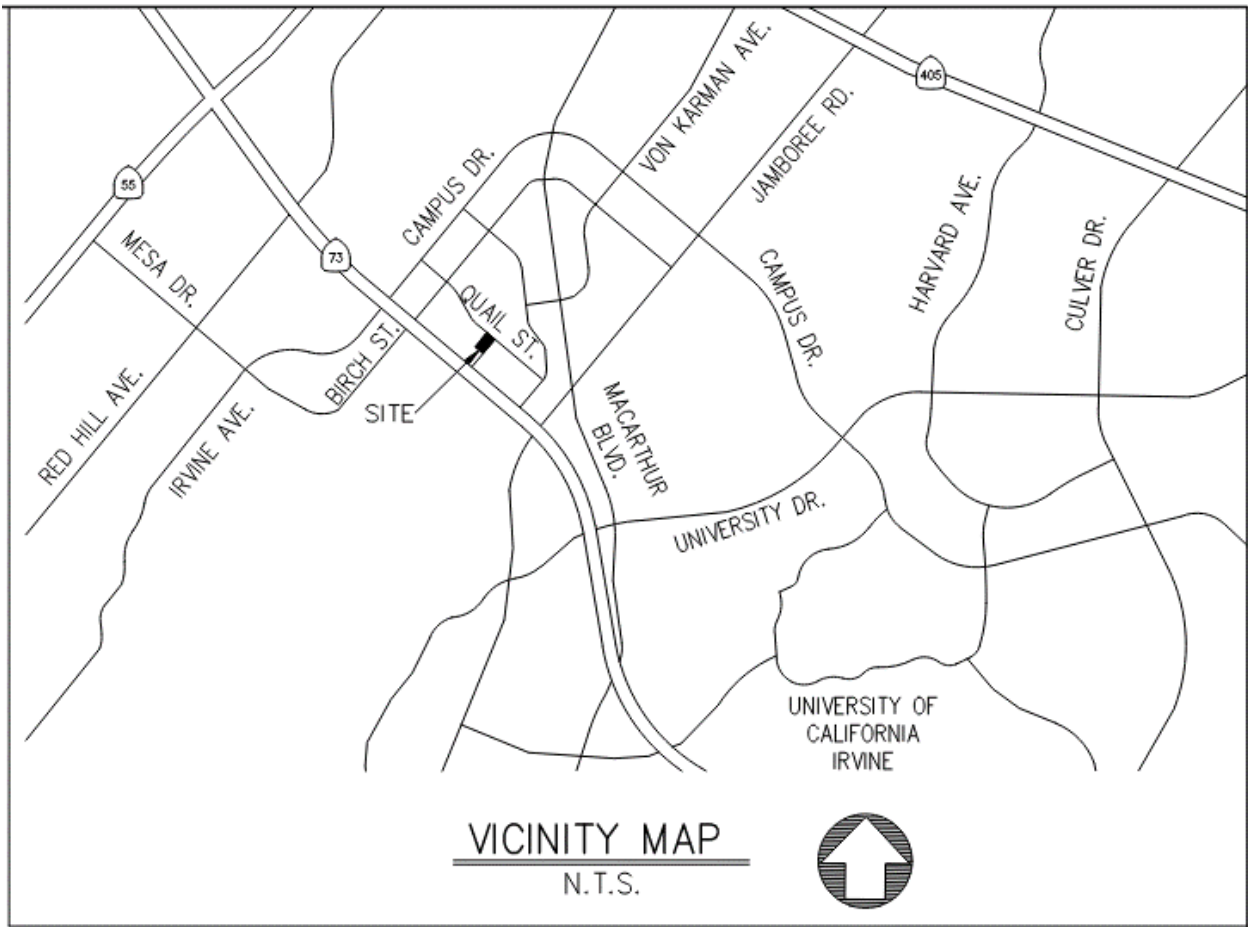 405
VON KARMAN AVE.
JAMBOREE RD.
55
CAMPUS DR.
HARVARD AVE.
MESA DR.
73
CULVER DR.
CAMPUS DR.
QUAIL ST.
BIRCH ST.
SITE
RED HILL AVE.
IRVINE AVE.
MACARTHUR
BLVD.
UNIVERSITY DR.
UNIVERSITY OF
CALIFORNIA
IRVINE
VICINITY MAP
N.T.S.